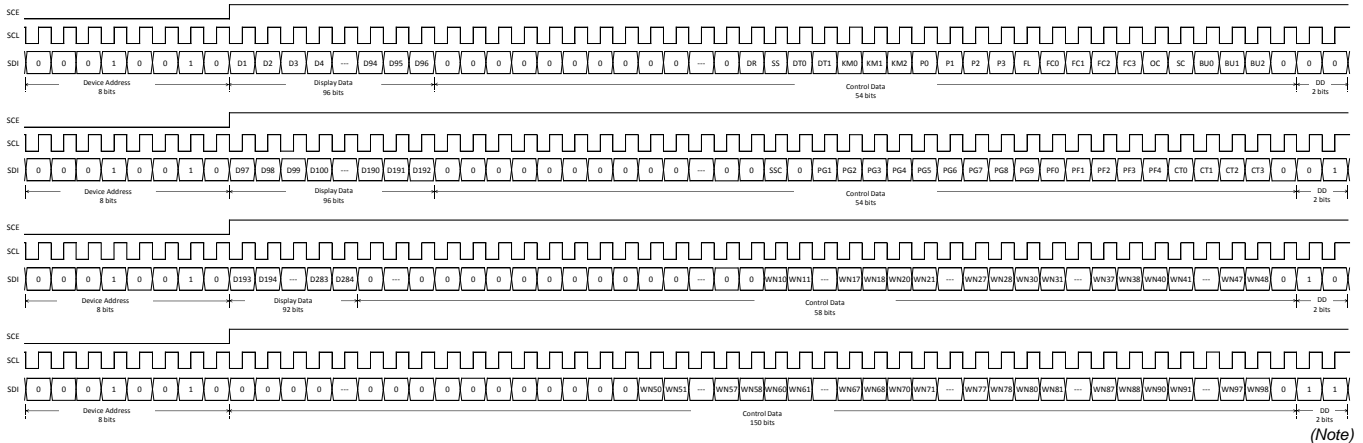 SCE
SCL
SDI 0 0 0 1 0 0 1 0 D1 D2 D3 D4 --- D94 D95 D96 0 0 0 0 0 0 0 0 0 0 --- 0 DR SS DT0 DT1 KM0 KM1 KM2 P0 P1 P2 P3 FL FC0 FC1 FC2 FC3 OC SC BU0 BU1 BU2 0 0 0
Device Address Display Data Control Data DD
8 bits 96 bits 54 bits 2 bits
SCE
SCL
SDI 0 0 0 1 0 0 1 0 D97 D98 D99 D100 --- D190 D191 D192 0 0 0 0 0 0 0 0 0 0 --- 0 0 SSC 0 PG1 PG2 PG3 PG4 PG5 PG6 PG7 PG8 PG9 PF0 PF1 PF2 PF3 PF4 CT0 CT1 CT2 CT3 0 0 1
Device Address Display Data Control Data DD
8 bits 96 bits 54 bits 2 bits
SCE
SCL
SDI 0 0 0 1 0 0 1 0 D193 D194 --- D283 D284 0 --- 0 0 0 0 0 0 0 0 0 0 0 --- 0 0 WN10 WN11 --- WN17 WN18 WN20 WN21 --- WN27 WN28 WN30 WN31 --- WN37 WN38 WN40 WN41 --- WN47 WN48 0 1 0
Device Address Display Data Control Data DD
8 bits 92 bits 58 bits 2 bits
SCE
SCL
SDI 0 0 0 1 0 0 1 0 0 0 0 0 --- 0 0 0 0 0 0 0 0 0 0 0 WN50 WN51 --- WN57 WN58 WN60 WN61 --- WN67 WN68 WN70 WN71 --- WN77 WN78 WN80 WN81 --- WN87 WN88 WN90 WN91 --- WN97 WN98 0 1 1
Device Address Control Data DD
8 bits 150 bits 2 bits
(Note)